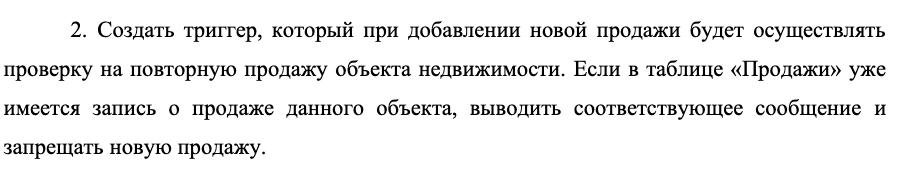 2. Создать триггер, который при добавлении новой продажи будет осуществлять
проверку на повторную продажу объекта недвижимости. Если в таблице «Продажи» уже
имеется запись о продаже данного объекта, выводить соответствующее сообщение и
запрещать новую продажу.